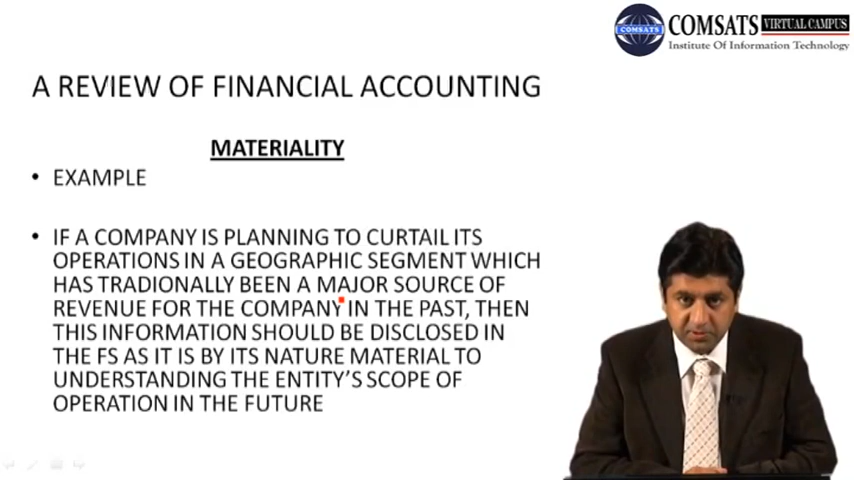 COMSATS VIRTUAL CAMPUS
COMSATS
Institute Of Information Technology
A REVIEW OF FINANCIAL ACCOUNTING
MATERIALITY
• EXAMPLE
• IF A COMPANY IS PLANNING TO CURTAIL ITS
OPERATIONS IN A GEOGRAPHIC SEGMENT WHICH
HAS TRADIONALLY BEEN A MAJOR SOURCE OF
REVENUE FOR THE COMPANY IN THE PAST, THEN
THIS INFORMATION SHOULD BE DISCLOSED IN
THE FS AS IT IS BY ITS NATURE MATERIAL TO
UNDERSTANDING THE ENTITY'S SCOPE OF
OPERATION IN THE FUTURE